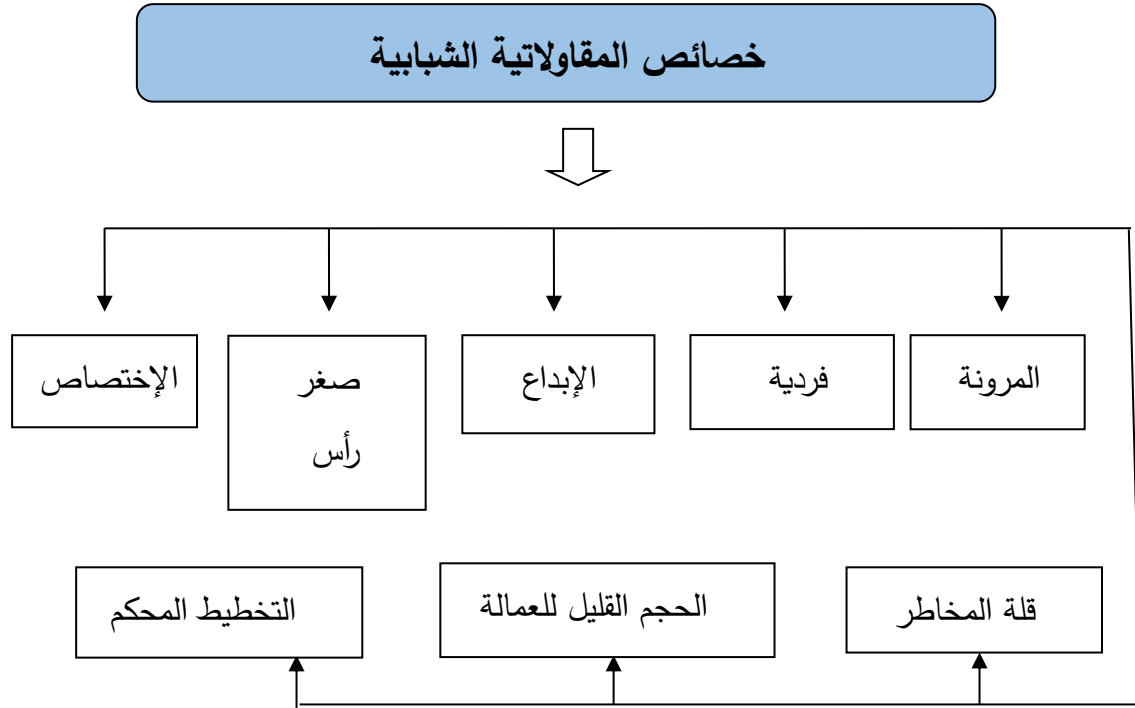 خصائص المقاولاتية الشبابية
المرونة
فردية
الإبداع
صغر
رأس
الإختصاص
قلة المخاطر
الحجم القليل للعمالة
التخطيط المحكم